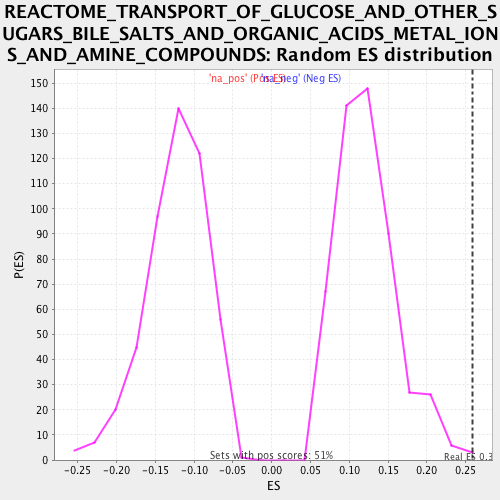 REACTOME_TRANSPORT_OF_GLUCOSE_AND_OTHER_S
UGARS_BILE_SALTS_AND_ORGANIC_ACIDS_METAL_ION
S_AND_AMINE_COMPOUNDS: Random ES distribution
'na_pos' (Pos ES) 'na_neg' (Neg ES)
150
140
130
120
110
100
90
80
70
60
50
40
30
20
10
0
P(ES)
Sets with pos scores: 51%
Real ES 0.3
-0.25 -0.20 -0.15 -0.10 -0.05 0.00 0.05 0.10 0.15 0.20 0.25
ES